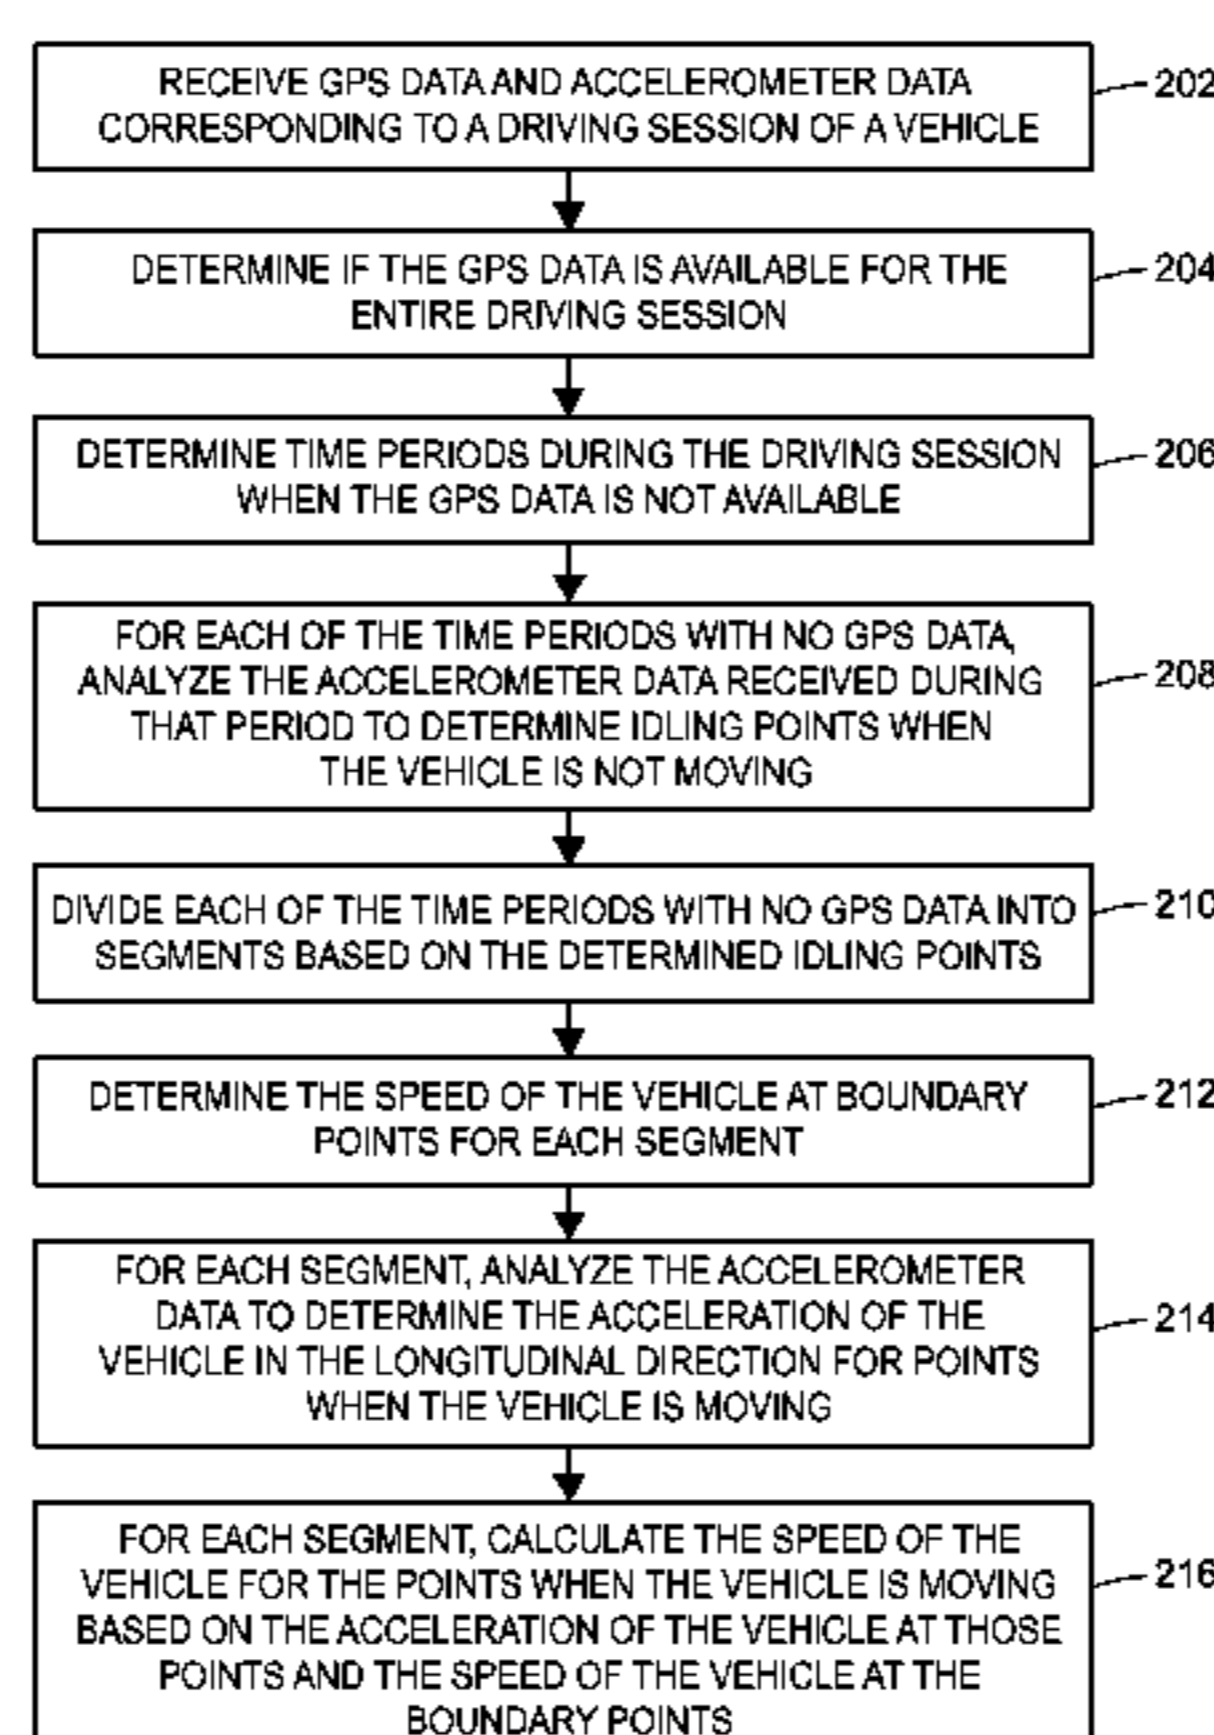 RECEIVE GPS DATA AND ACCELEROMETER DATA
CORRESPONDING TO A DRIVING SESSION OF A VEHICLE
202
DETERMINE IF THE GPS DATA IS AVAILABLE FOR THE
ENTIRE DRIVING SESSION
204
DETERMINE TIME PERIODS DURING THE DRIVING SESSION
WHEN THE GPS DATA IS NOT AVAILABLE
206
FOR EACH OF THE TIME PERIODS WITH NO GPS DATA,
ANALYZE THE ACCELEROMETER DATA RECEIVED DURING
THAT PERIOD TO DETERMINE IDLING POINTS WHEN
THE VEHICLE IS NOT MOVING
208
DIVIDE EACH OF THE TIME PERIODS WITH NO GPS DATA INTO
SEGMENTS BASED ON THE DETERMINED IDLING POINTS
210
DETERMINE THE SPEED OF THE VEHICLE AT BOUNDARY
POINTS FOR EACH SEGMENT
212
FOR EACH SEGMENT, ANALYZE THE ACCELEROMETER
DATA TO DETERMINE THE ACCELERATION OF THE
VEHICLE IN THE LONGITUDINAL DIRECTION FOR POINTS
WHEN THE VEHICLE IS MOVING
214
FOR EACH SEGMENT, CALCULATE THE SPEED OF THE
VEHICLE FOR THE POINTS WHEN THE VEHICLE IS MOVING
BASED ON THE ACCELERATION OF THE VEHICLE AT THOSE
POINTS AND THE SPEED OF THE VEHICLE AT THE
BOUNDARY POINTS
216